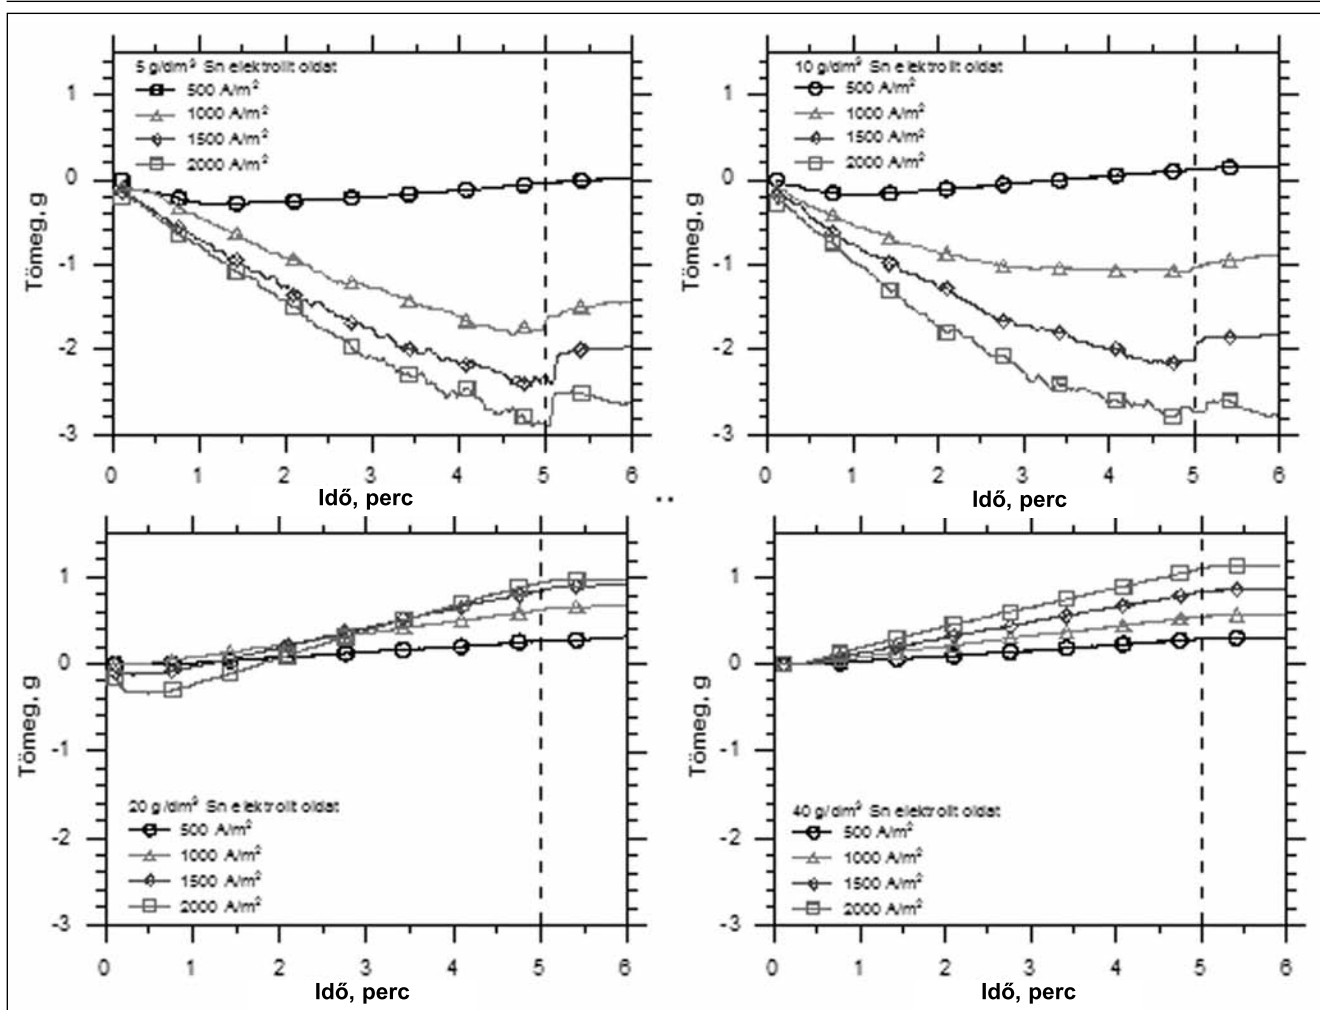 5 g/dm³ Sn elektrolit oldat
500 A/m²
1000 A/m²
1500 A/m²
2000 A/m²
1
0
-1
-2
-3
Tömeg, g
0 1 2 3 4 5 6
Idő, perc
10 g/dm³ Sn elektrolit oldat
500 A/m²
1000 A/m²
1500 A/m²
2000 A/m²
1
0
-1
-2
-3
Tömeg, g
0 1 2 3 4 5 6
Idő, perc
1
0
-1
-2
-3
Tömeg, g
20 g/dm³ Sn elektrolit oldat
500 A/m²
1000 A/m²
1500 A/m²
2000 A/m²
0 1 2 3 4 5 6
Idő, perc
1
0
-1
-2
-3
Tömeg, g
40 g/dm³ Sn elektrolit oldat
500 A/m²
1000 A/m²
1500 A/m²
2000 A/m²
0 1 2 3 4 5 6
Idő, perc